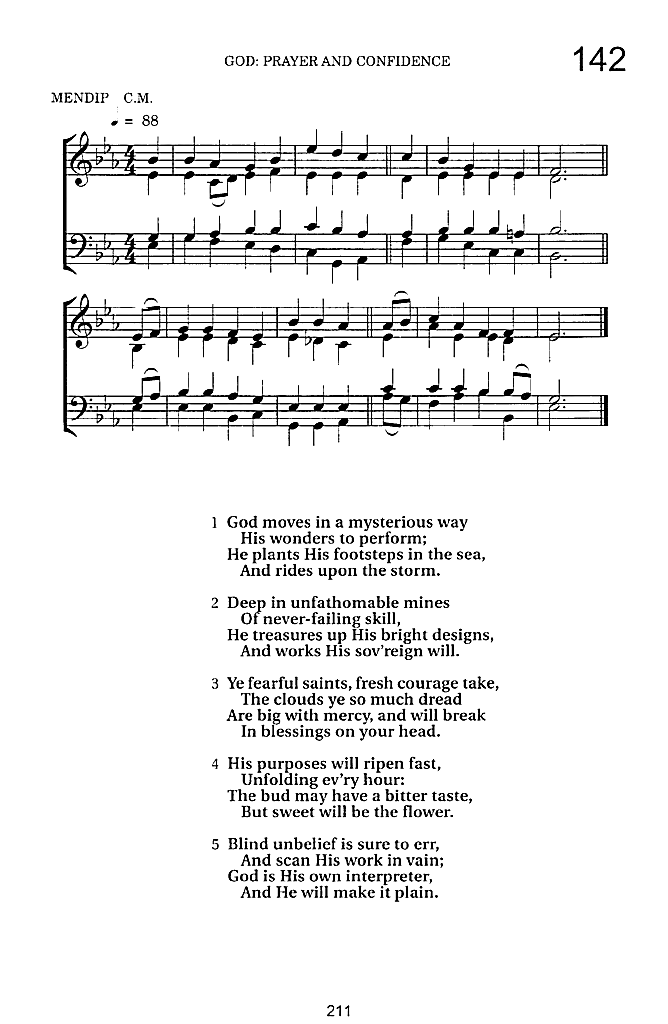 GOD: PRAYER AND CONFIDENCE
142
MENDIP C.M.
♩ = 88
1 God moves in a mysterious way
His wonders to perform;
He plants His footsteps in the sea,
And rides upon the storm.
2 Deep in unfathomable mines
Of never-failing skill,
He treasures up His bright designs,
And works His sov'reign will.
3 Ye fearful saints, fresh courage take,
The clouds ye so much dread
Are big with mercy, and will break
In blessings on your head.
4 His purposes will ripen fast,
Unfolding ev'ry hour:
The bud may have a bitter taste,
But sweet will be the flower.
5 Blind unbelief is sure to err,
And scan His work in vain;
God is His own interpreter,
And He will make it plain.
211